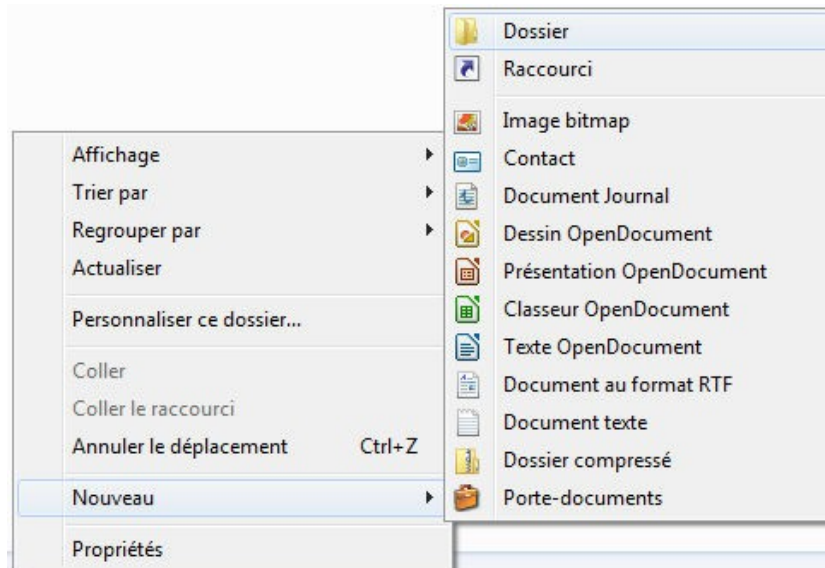 Affichage
Trier par
Regrouper par
Actualiser
Personnaliser ce dossier...
Coller
Coller le raccourci
Annuler le déplacement Ctrl+Z
Nouveau
Propriétés
Dossier
Raccourci
Image bitmap
Contact
Document Journal
Dessin OpenDocument
Présentation OpenDocument
Classeur OpenDocument
Texte OpenDocument
Document au format RTF
Document texte
Dossier compressé
Porte-documents